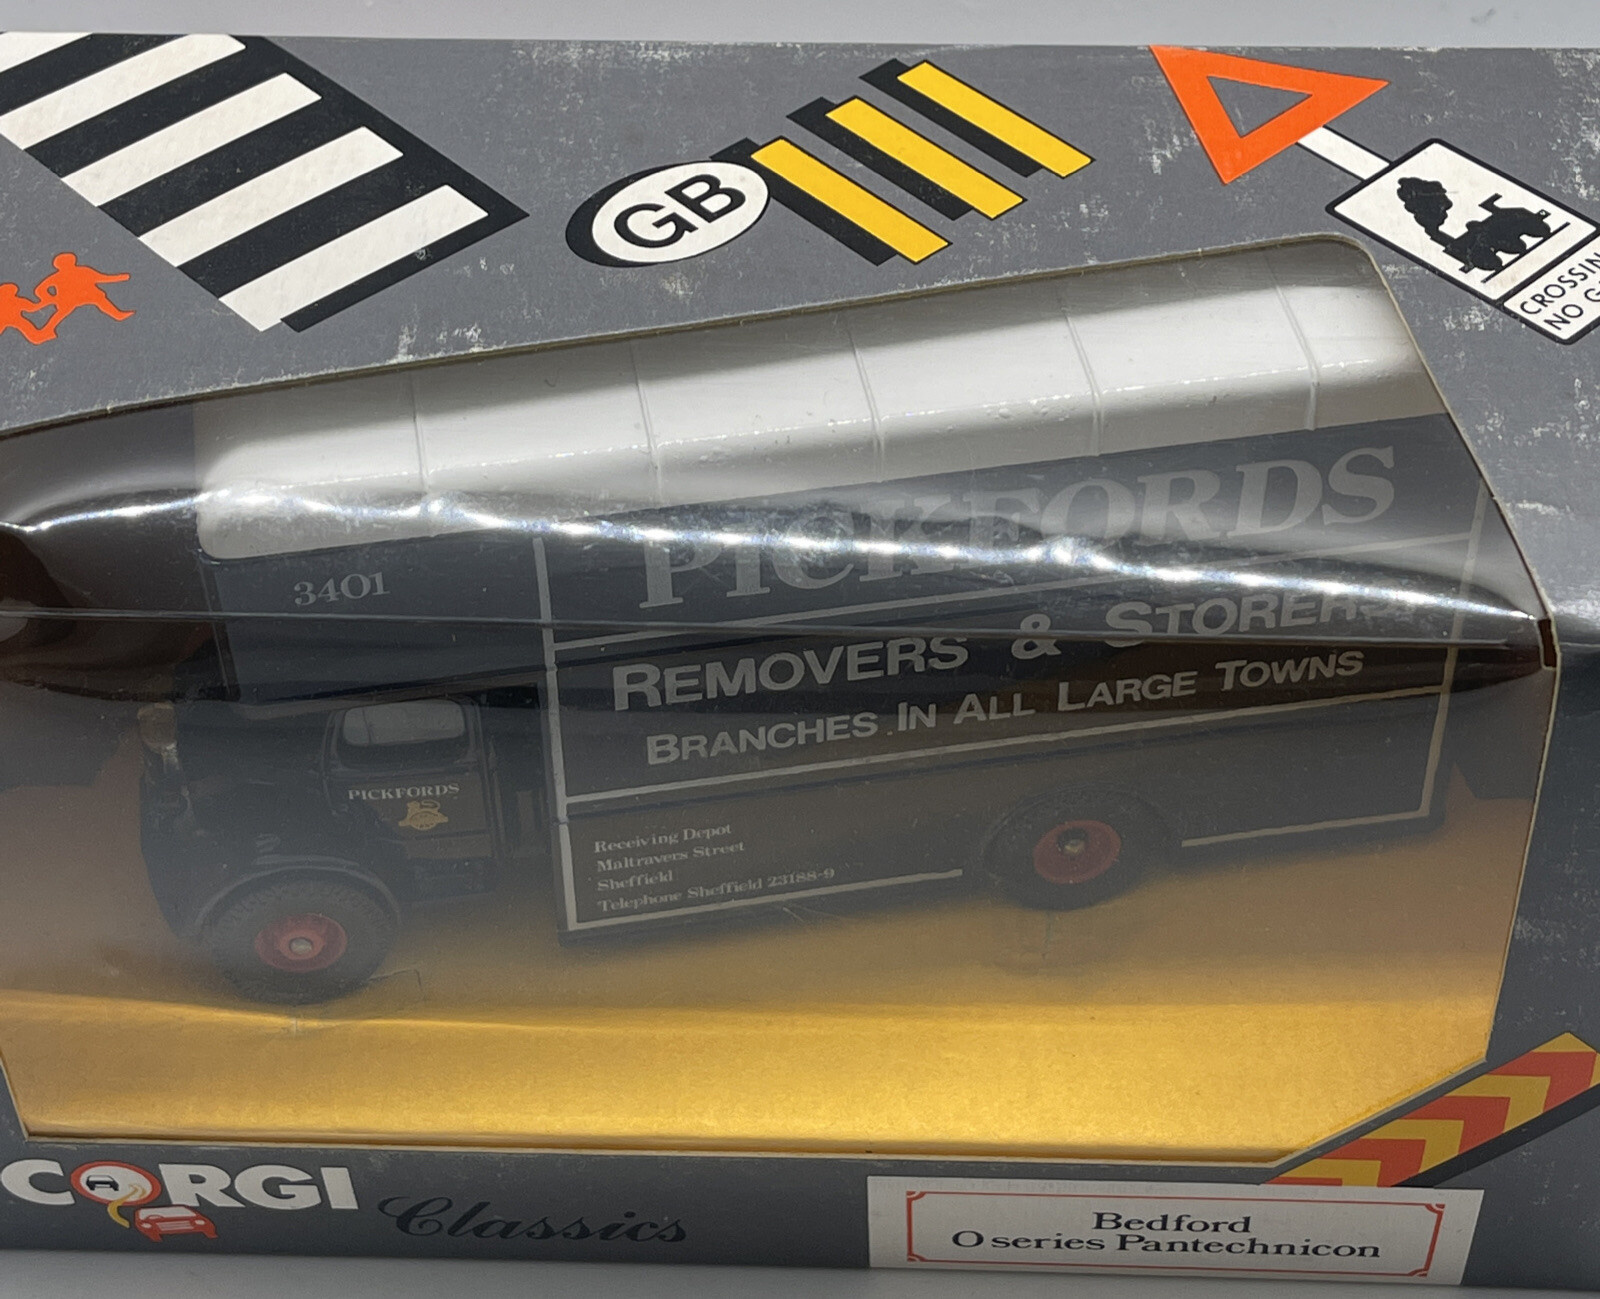 GB
CROSSIN
NO G
PICKFORDS
3401
REMOVERS & STORERS
BRANCHES IN ALL LARGE TOWNS
PICKFORDS
Receiving Depot
Maltravers Street
Sheffield
Telephone Sheffield 23188-9
CORGI Classics
Bedford
O series Pantechnicon